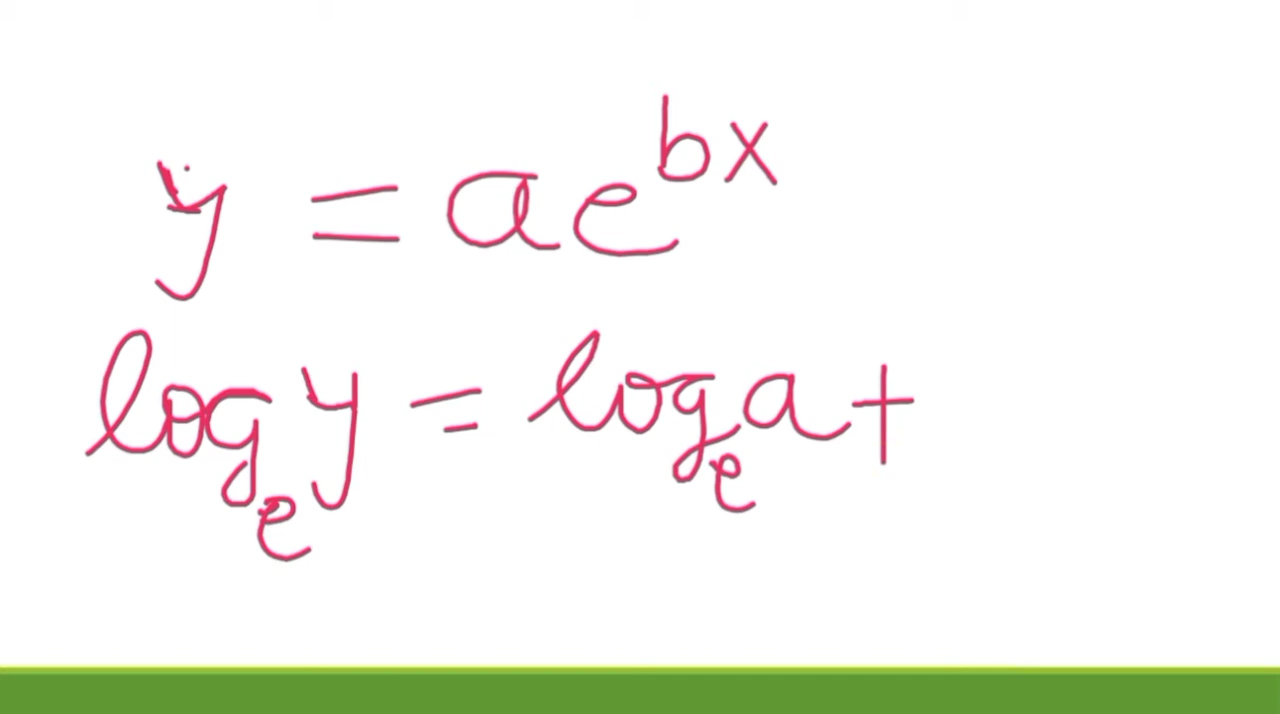 y = ae^{bx}
log_e y = log_e a +